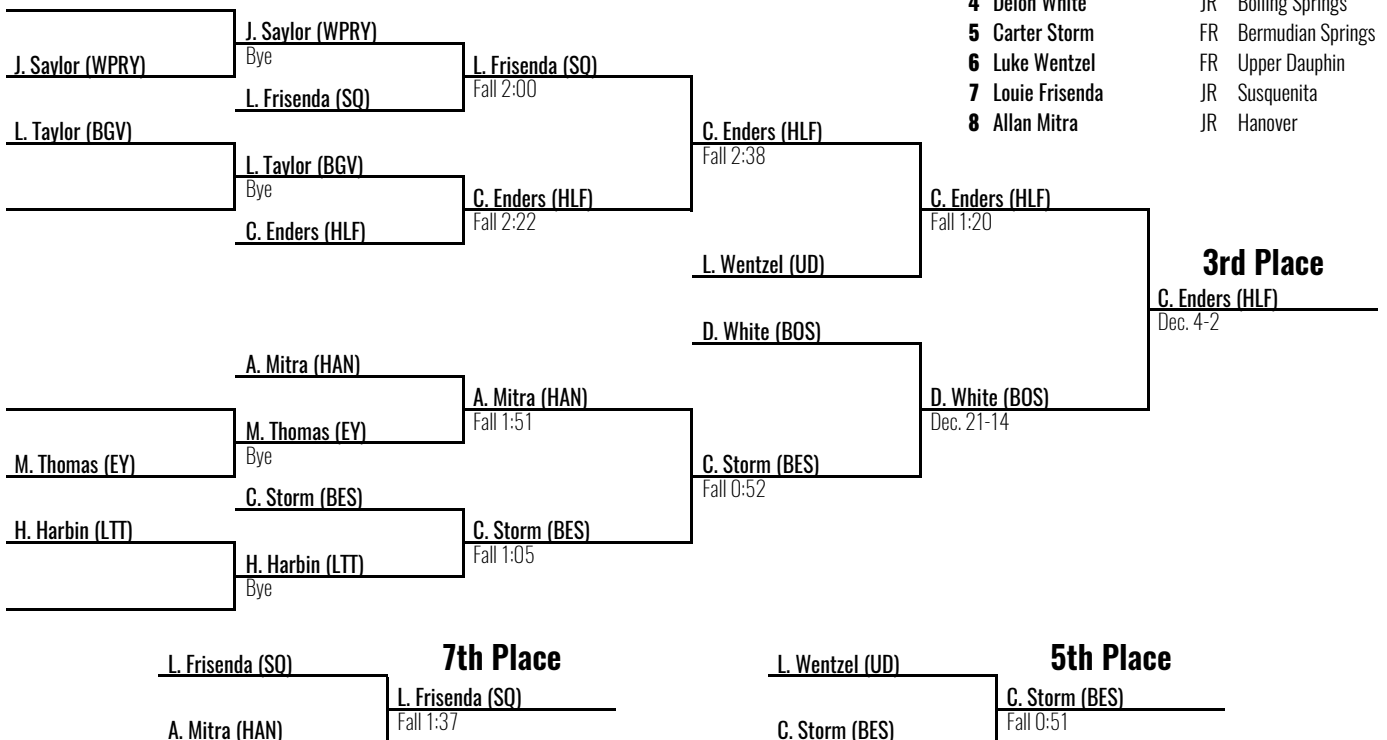 4 Delon White JR Boiling Springs
J. Saylor (WPRY)
Bye
5 Carter Storm FR Bermudian Springs
J. Saylor (WPRY)
L. Frisenda (SQ)
Fall 2:00
6 Luke Wentzel FR Upper Dauphin
L. Frisenda (SQ)
7 Louie Frisenda JR Susquenita
L. Taylor (BGV)
C. Enders (HLF)
Fall 2:38
8 Allan Mitra JR Hanover
L. Taylor (BGV)
Bye
C. Enders (HLF)
Fall 2:22
C. Enders (HLF)
Fall 1:20
C. Enders (HLF)
L. Wentzel (UD)
3rd Place
C. Enders (HLF)
Dec. 4-2
D. White (BOS)
A. Mitra (HAN)
A. Mitra (HAN)
Fall 1:51
D. White (BOS)
Dec. 21-14
M. Thomas (EY)
Bye
M. Thomas (EY)
C. Storm (BES)
Fall 0:52
C. Storm (BES)
H. Harbin (LTT)
C. Storm (BES)
Fall 1:05
H. Harbin (LTT)
Bye
7th Place
L. Frisenda (SQ)
L. Frisenda (SQ)
Fall 1:37
A. Mitra (HAN)
5th Place
L. Wentzel (UD)
C. Storm (BES)
Fall 0:51
C. Storm (BES)